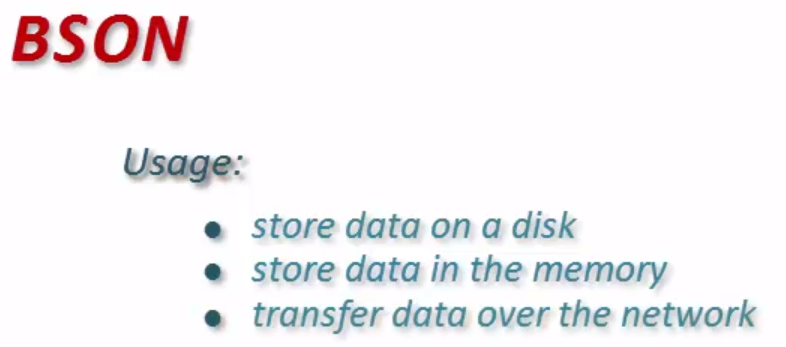 BSON
Usage:
• store data on a disk
• store data in the memory
• transfer data over the network